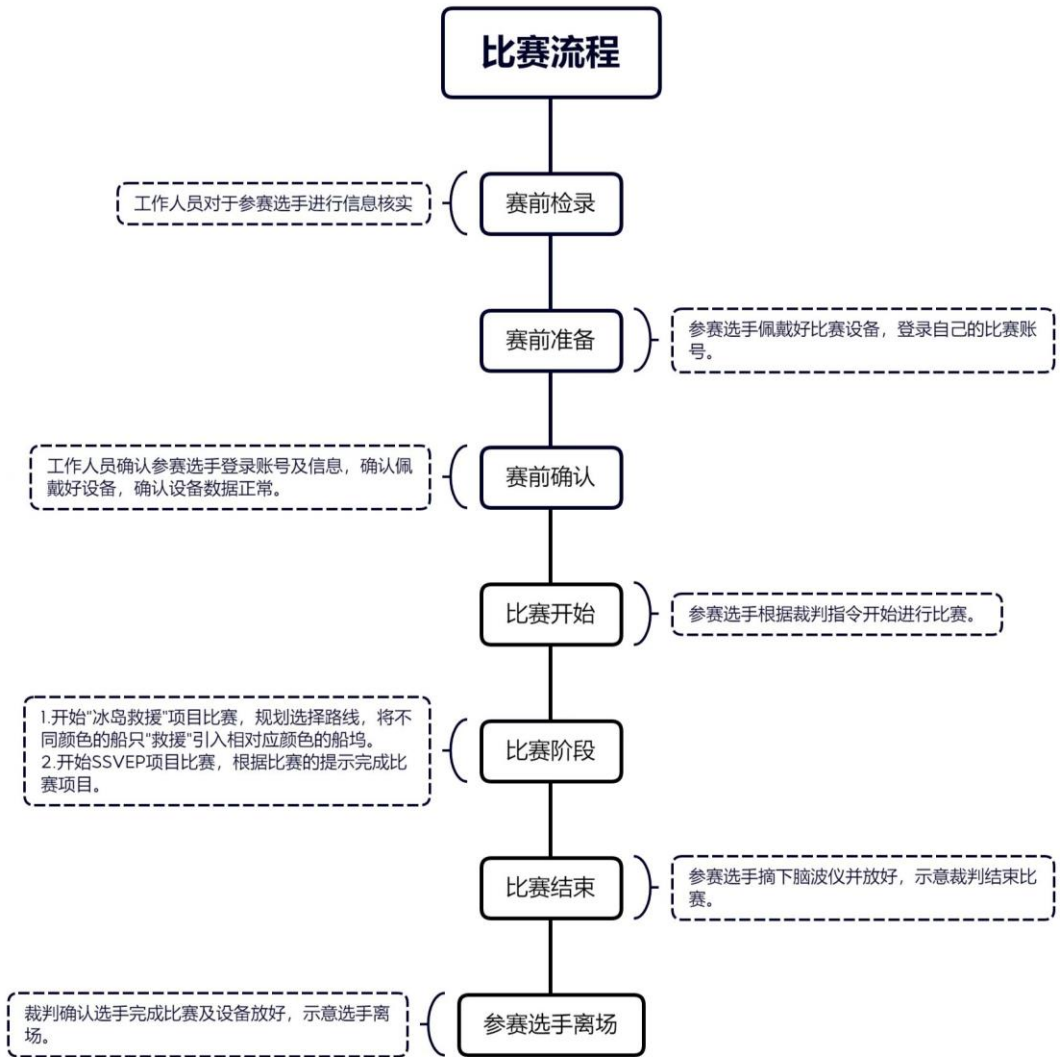 比赛流程
工作人员对于参赛选手进行信息核实
赛前检录
赛前准备
参赛选手佩戴好比赛设备，登录自己的比赛账
号。
工作人员确认参赛选手登录账号及信息，确认佩
戴好设备，确认设备数据正常。
赛前确认
比赛开始
参赛选手根据裁判指令开始进行比赛。
1.开始"冰岛救援"项目比赛，规划选择路线，将不
同颜色的船只"救援"引入相对应颜色的船坞。
2.开始SSVEP项目比赛，根据比赛的提示完成比
赛项目。
比赛阶段
比赛结束
参赛选手摘下脑波仪并放好，示意裁判结束比
赛。
裁判确认选手完成比赛及设备放好，示意选手离
场。
参赛选手离场